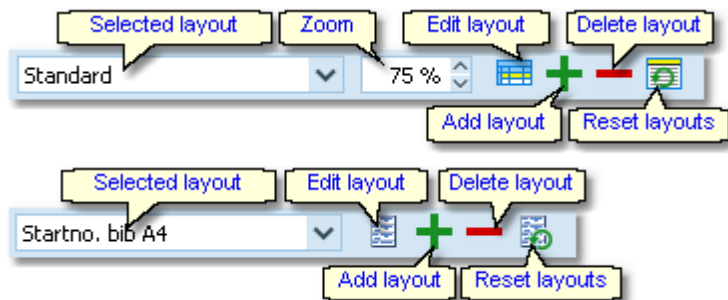 Selected layout Zoom Edit layout Delete layout
Standard 75 %
Add layout Reset layouts
Selected layout Edit layout Delete layout
Startno. bib A4
Add layout Reset layouts